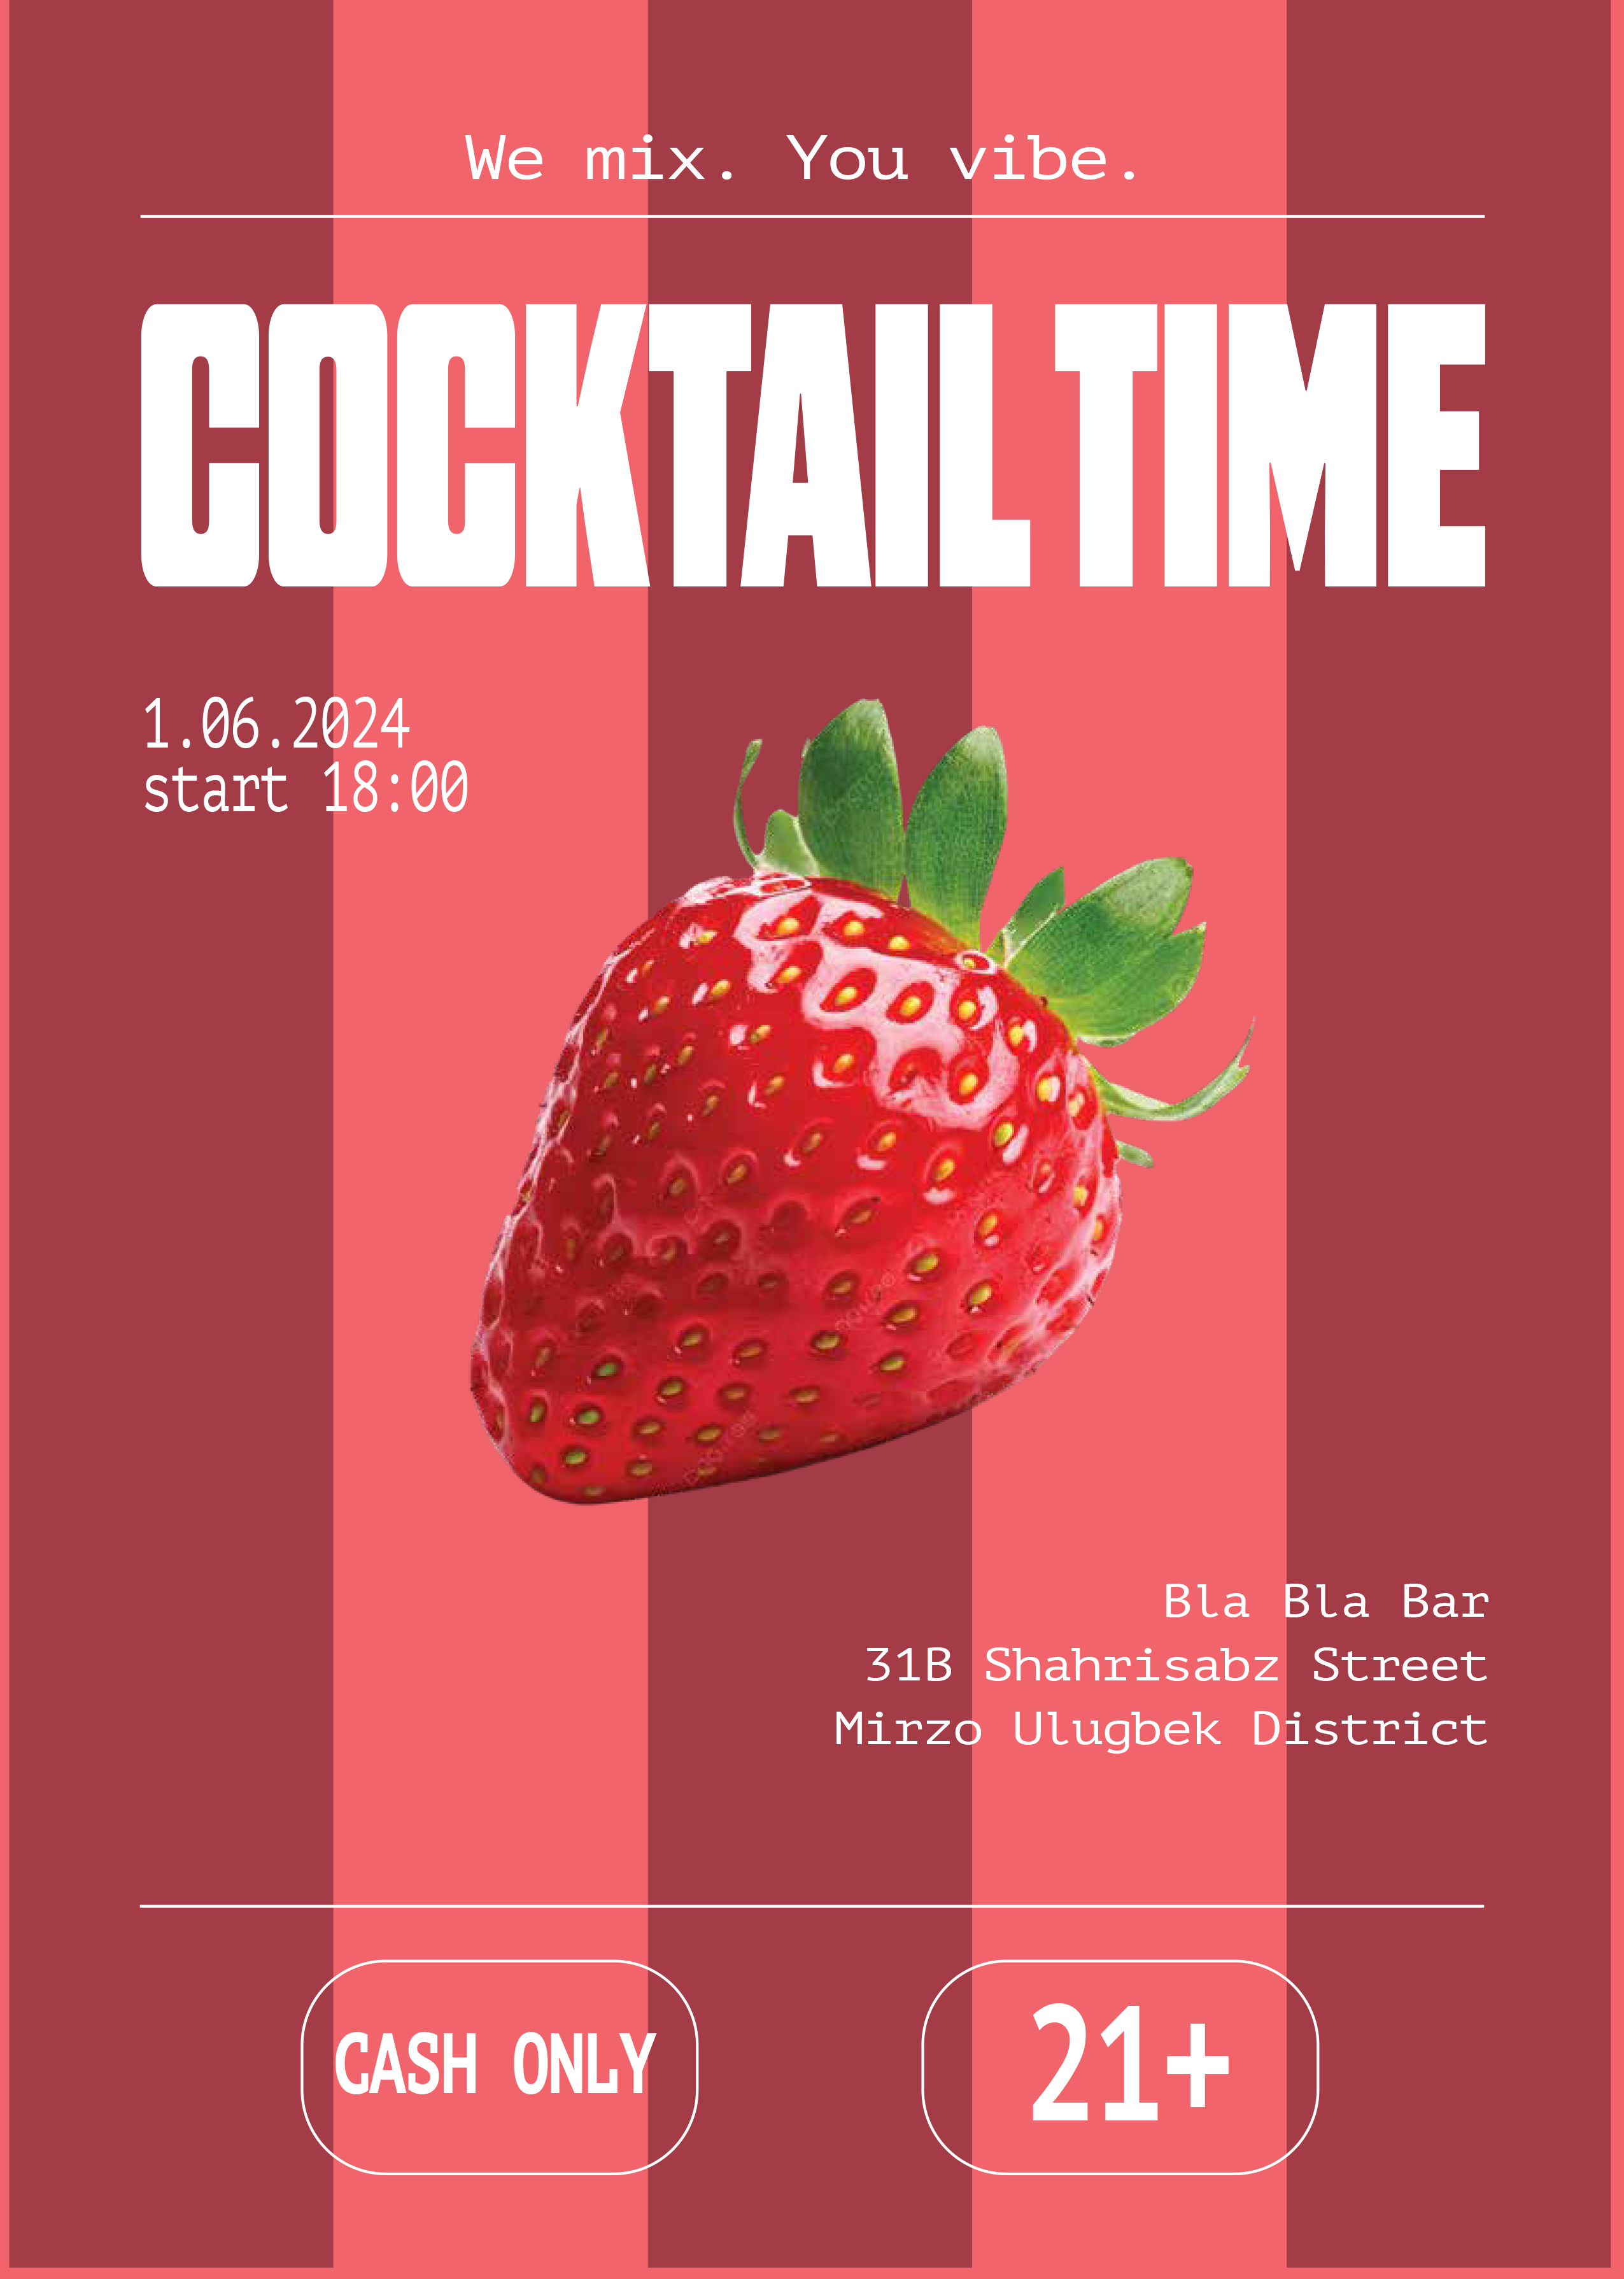 We mix. You vibe.
COCKTAIL TIME
1.06.2024
start 18:00
Bla Bla Bar
31B Shahrisabz Street
Mirzo Ulugbek District
CASH ONLY
21+